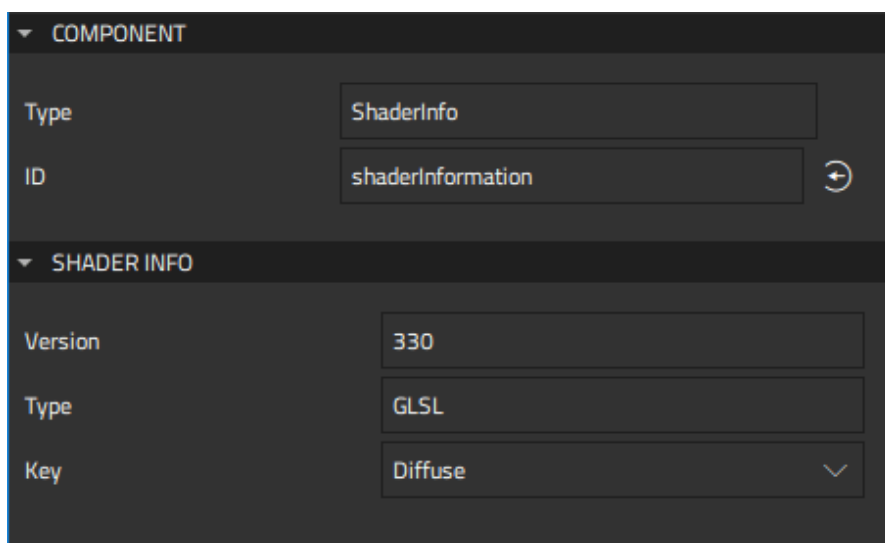 COMPONENT
Type ShaderInfo
ID shaderInformation
SHADER INFO
Version 330
Type GLSL
Key Diffuse